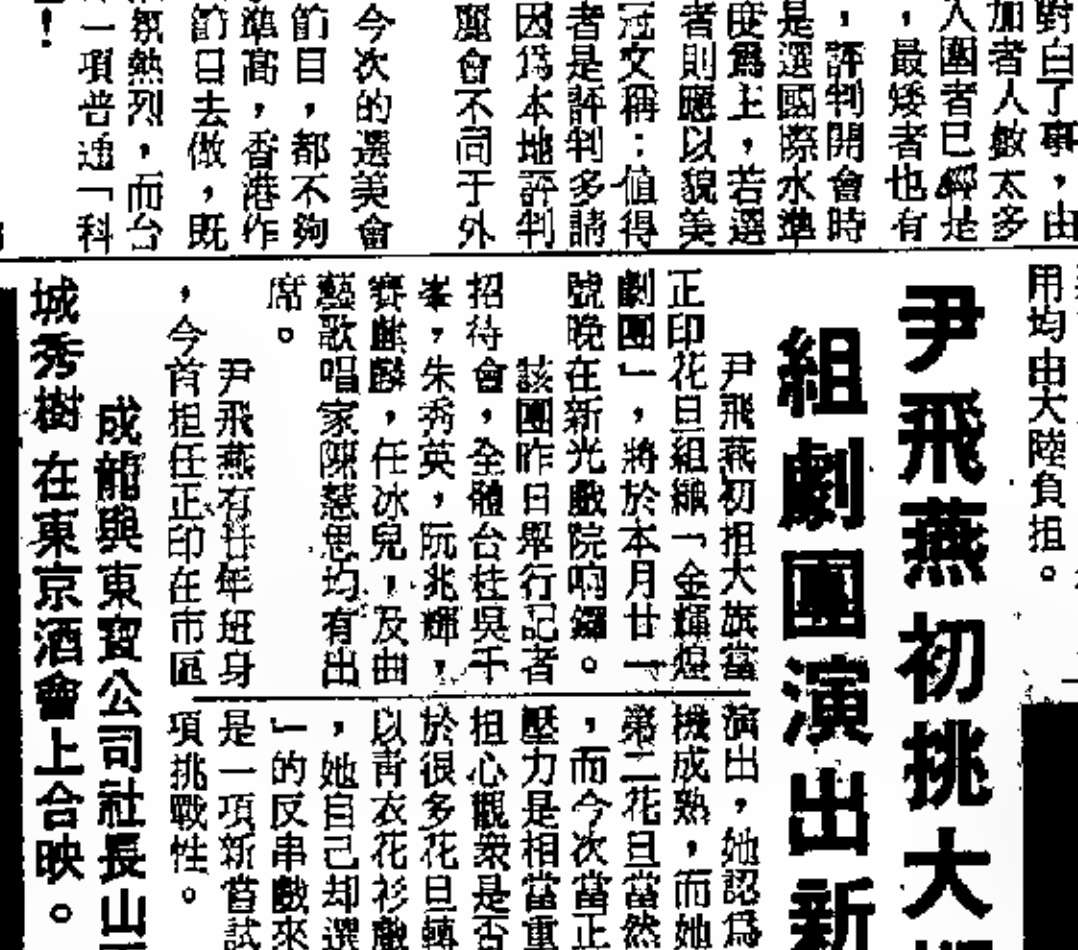 對白了事，由
加者人數太多
入團者已經是
，最矮者也有
，評判開會時
是選國際水準
度爲上，若選
者則應以貌美
冠文稱：值得
者是評判多請
因爲本地評判
麗會不同于外
今次的選美會
節目，都不夠
準高，香港作
節目去做，既
氛熱烈，而台
一項普通「科
！
用均由大陸負担。
尹飛燕初挑大
組劇團演出新
尹飛燕初担大旗當
正印花旦組織「金輝煌
劇團」，將於本月廿一
號晚在新光戲院响鑼。
該團昨日舉行記者
招待會，全體台柱吳千
峯，朱秀英，阮兆輝，
賽麒麟，任冰兒，及曲
藝歌唱家陳慧思均有出
席。
尹飛燕有廿年班身
，今首担任正印在市區
演出，她認爲
機成熟，而她
第二花旦當然
，而今次當正
壓力是相當重
担心觀衆是否
於很多花旦轉
以青衣花衫戲
，她自己却選
」的反串戲來
是一項新嘗試
項挑戰性。
成龍與東寶公司社長山
城秀樹在東京酒會上合映。